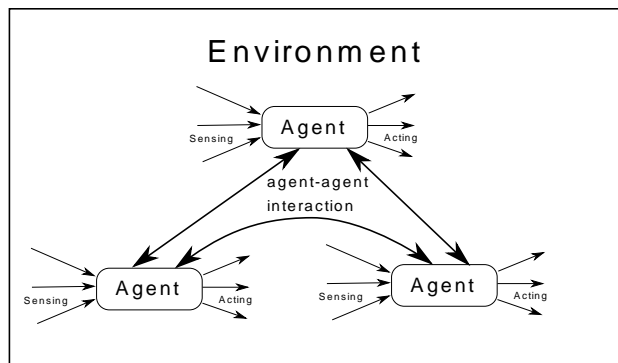 Environment
Agent
Sensing
Acting
agent-agent
interaction
Agent
Sensing
Acting
Agent
Sensing
Acting